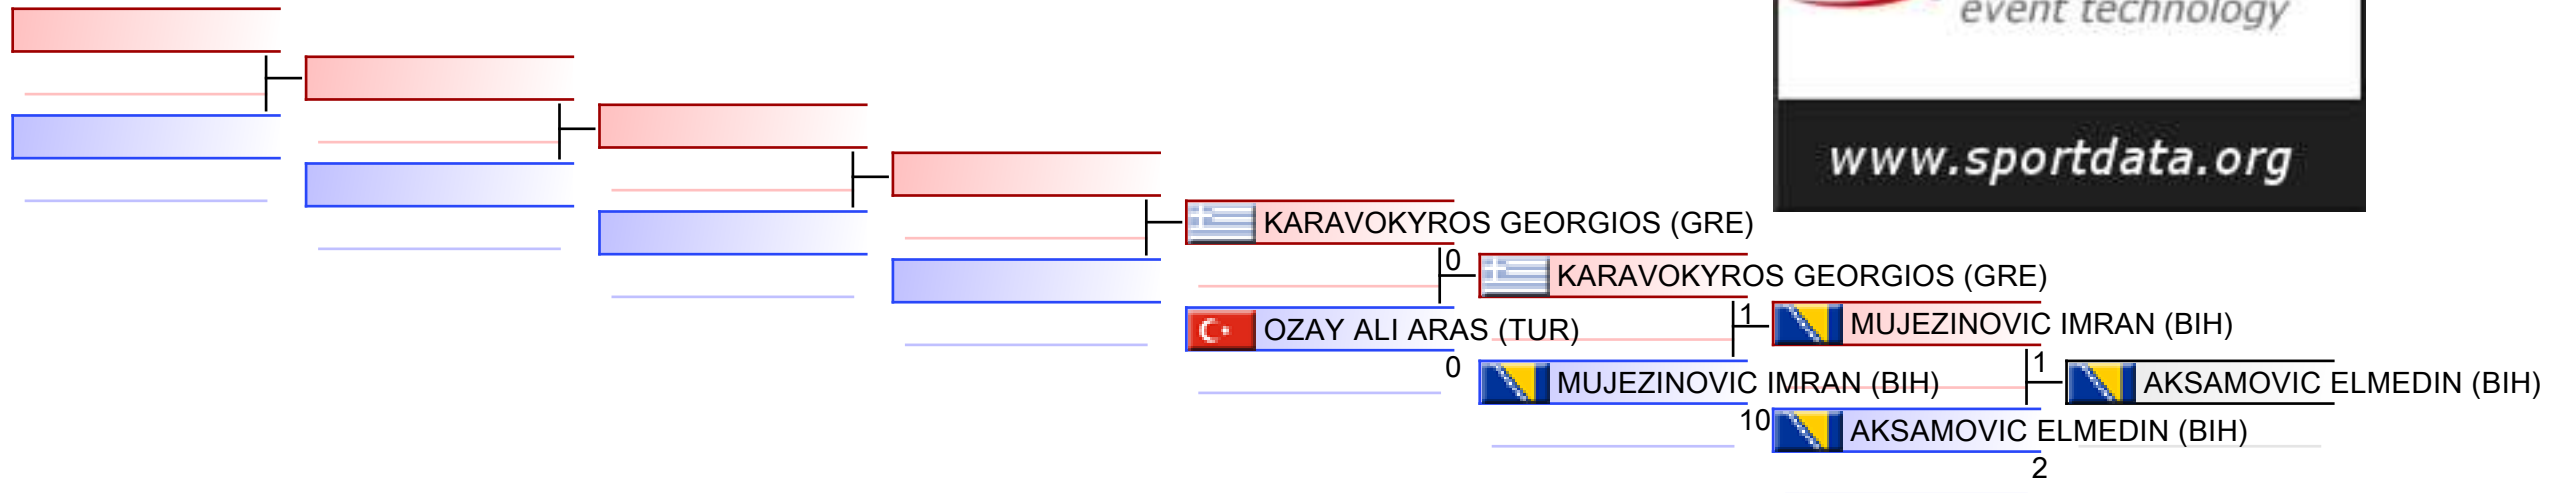 event technology
www.sportdata.org
KARAVOKYROS GEORGIOS (GRE)
0
KARAVOKYROS GEORGIOS (GRE)
OZAY ALI ARAS (TUR)
0
1
MUJEZINOVIC IMRAN (BIH)
MUJEZINOVIC IMRAN (BIH)
10
1
AKSAMOVIC ELMEDIN (BIH)
AKSAMOVIC ELMEDIN (BIH)
2